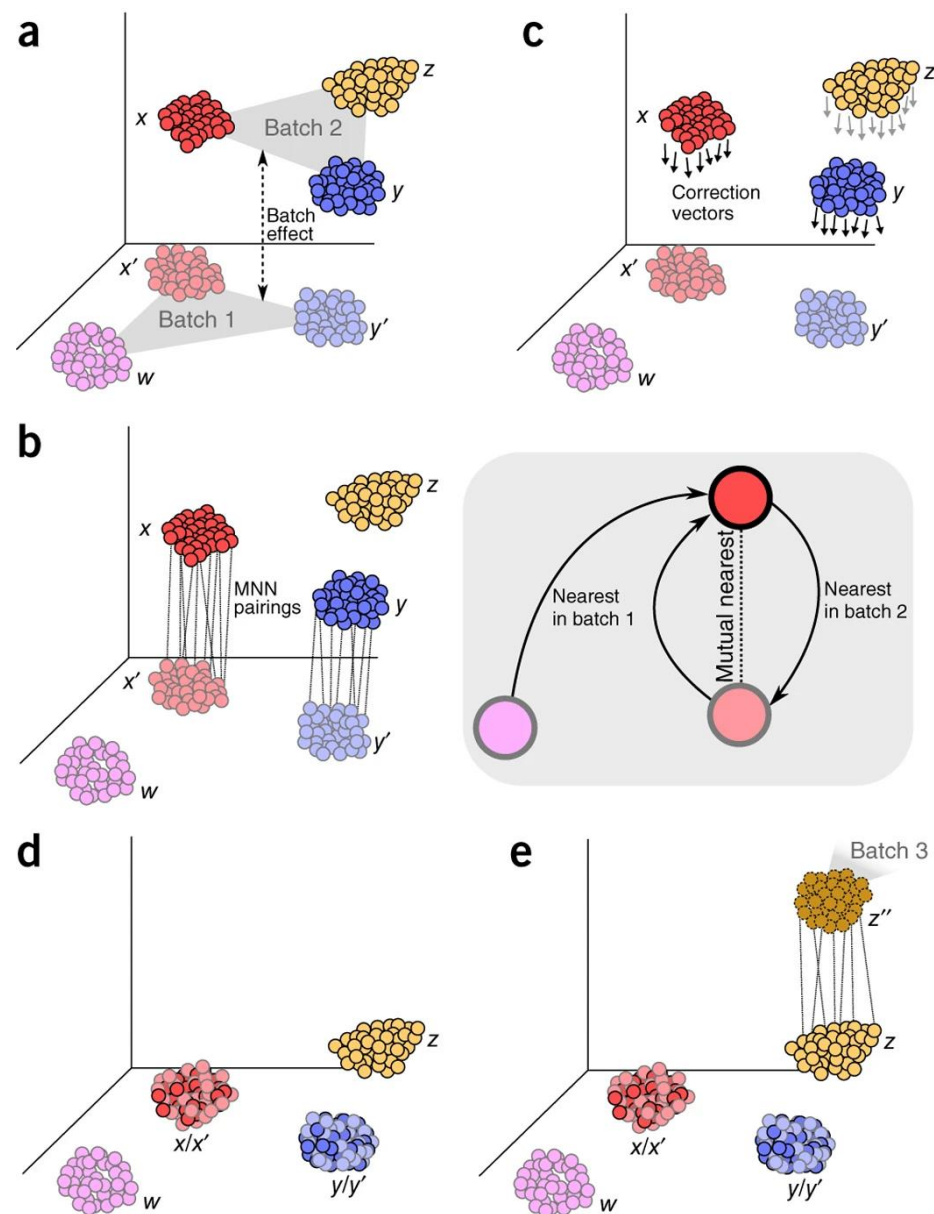 a
z
x
Batch 2
y
Batch
effect
x′
Batch 1
y′
w
c
z
x
y
Correction
vectors
x′
y′
w
b
z
x
MNN
pairings
y
x′
y′
w
Nearest
in batch 1
Mutual nearest
Nearest
in batch 2
d
z
x/x′
y/y′
w
e
Batch 3
z′′
z
x/x′
y/y′
w